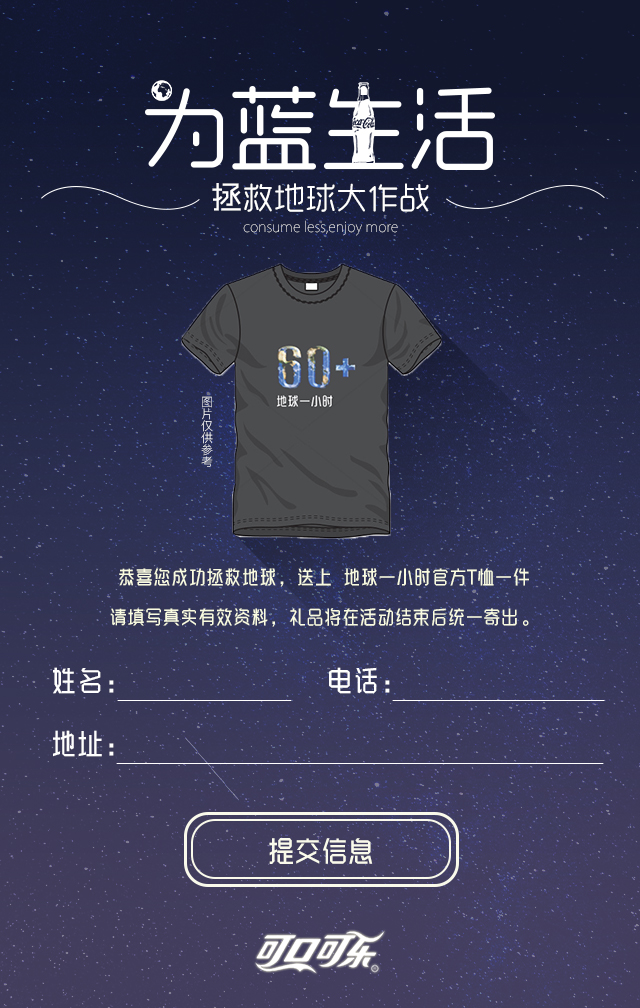 为蓝生活
Coca-Cola
拯救地球大作战
consume less,enjoy more
60+
地球一小时
图片仅供参考
恭喜您成功拯救地球，送上 地球一小时官方T恤一件
请填写真实有效资料，礼品将在活动结束后统一寄出。
姓名：
电话：
地址：
提交信息
可口可乐®